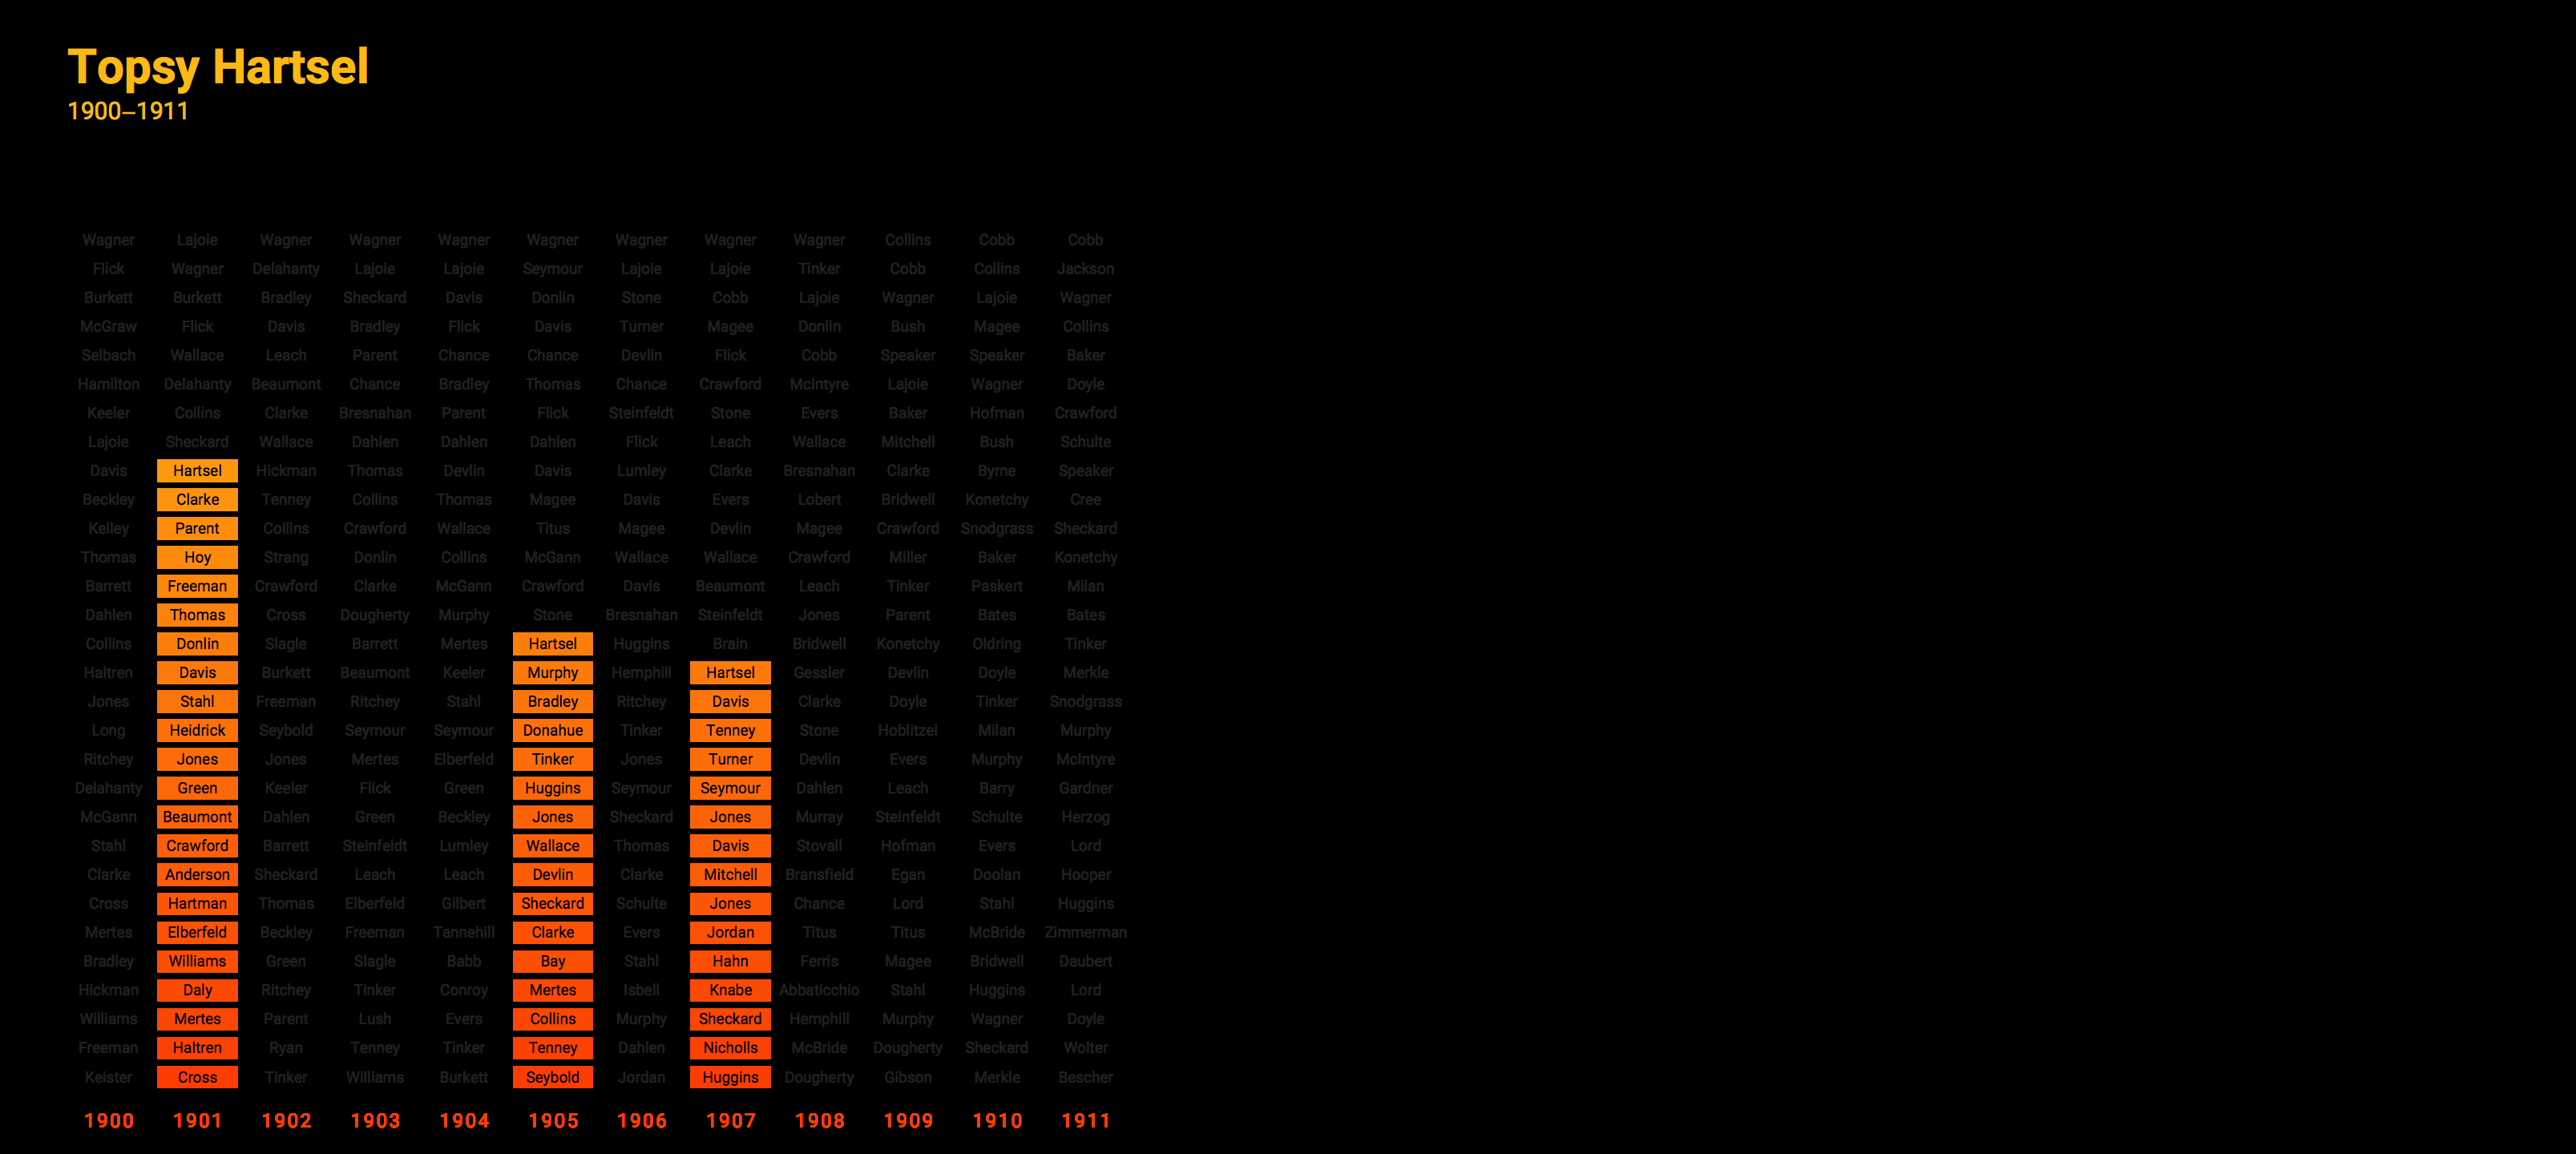 Topsy Hartsel
1900–1911
Wagner Lajoie Wagner Wagner Wagner Wagner Wagner Wagner Wagner Collins Cobb Cobb
Flick Wagner Delahanty Lajoie Lajoie Seymour Lajoie Lajoie Tinker Cobb Collins Jackson
Burkett Burkett Bradley Sheckard Davis Donlin Stone Cobb Lajoie Wagner Lajoie Wagner
McGraw Flick Davis Bradley Flick Davis Turner Magee Donlin Bush Magee Collins
Selbach Wallace Leach Parent Chance Chance Devlin Flick Cobb Speaker Speaker Baker
Hamilton Delahanty Beaumont Chance Bradley Thomas Chance Crawford McIntyre Lajoie Wagner Doyle
Keeler Collins Clarke Bresnahan Parent Flick Steinfeldt Stone Evers Baker Hofman Crawford
Lajoie Sheckard Wallace Dahlen Dahlen Dahlen Flick Leach Wallace Mitchell Bush Schulte
Davis Hartsel Hickman Thomas Devlin Davis Lumley Clarke Bresnahan Clarke Byrne Speaker
Beckley Clarke Tenney Collins Thomas Magee Davis Evers Lobert Bridwell Konetchy Cree
Kelley Parent Collins Crawford Wallace Titus Magee Devlin Magee Crawford Snodgrass Sheckard
Thomas Hoy Strang Donlin Collins McGann Wallace Wallace Crawford Miller Baker Konetchy
Barrett Freeman Crawford Clarke McGann Crawford Davis Beaumont Leach Tinker Paskert Milan
Dahlen Thomas Cross Dougherty Murphy Stone Bresnahan Steinfeldt Jones Parent Bates Bates
Collins Donlin Slagle Barrett Mertes Hartsel Huggins Brain Bridwell Konetchy Oldring Tinker
Haltren Davis Burkett Beaumont Keeler Murphy Hemphill Hartsel Gessler Devlin Doyle Merkle
Jones Stahl Freeman Ritchey Stahl Bradley Ritchey Davis Clarke Doyle Tinker Snodgrass
Long Heidrick Seybold Seymour Seymour Donahue Tinker Tenney Stone Hoblitzel Milan Murphy
Ritchey Jones Jones Mertes Elberfeld Tinker Jones Turner Devlin Evers Murphy McIntyre
Delahanty Green Keeler Flick Green Huggins Seymour Seymour Dahlen Leach Barry Gardner
McGann Beaumont Dahlen Green Beckley Jones Sheckard Jones Murray Steinfeldt Schulte Herzog
Stahl Crawford Barrett Steinfeldt Lumley Wallace Thomas Davis Stovall Hofman Evers Lord
Clarke Anderson Sheckard Leach Leach Devlin Clarke Mitchell Bransfield Egan Doolan Hooper
Cross Hartman Thomas Elberfeld Gilbert Sheckard Schulte Jones Chance Lord Stahl Huggins
Mertes Elberfeld Beckley Freeman Tannehill Clarke Evers Jordan Titus Titus McBride Zimmerman
Bradley Williams Green Slagle Babb Bay Stahl Hahn Ferris Magee Bridwell Daubert
Hickman Daly Ritchey Tinker Conroy Mertes Isbell Knabe Abbaticchio Stahl Huggins Lord
Williams Mertes Parent Lush Evers Collins Murphy Sheckard Hemphill Murphy Wagner Doyle
Freeman Haltren Ryan Tenney Tinker Tenney Dahlen Nicholls McBride Dougherty Sheckard Wolter
Keister Cross Tinker Williams Burkett Seybold Jordan Huggins Dougherty Gibson Merkle Bescher
1900 1901 1902 1903 1904 1905 1906 1907 1908 1909 1910 1911